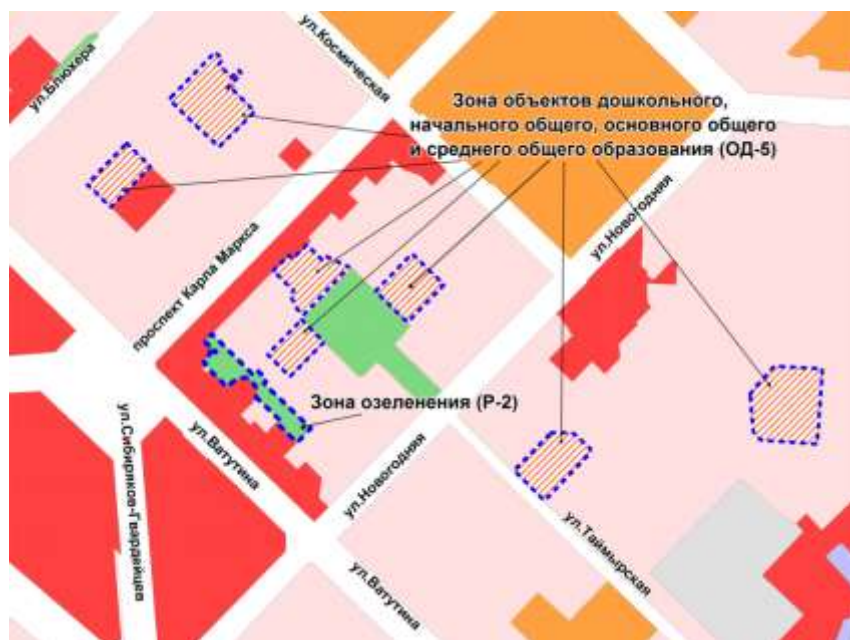 ул.Блюхера
ул.Космическая
Зона объектов дошкольного,
начального общего, основного общего
и среднего общего образования (ОД-5)
ул.Новогодняя
проспект Карла Маркса
Зона озеленения (Р-2)
ул.Сибиряков-Гвардейцев
ул.Ватутина
ул.Новогодняя
ул.Таймырская
ул.Ватутина